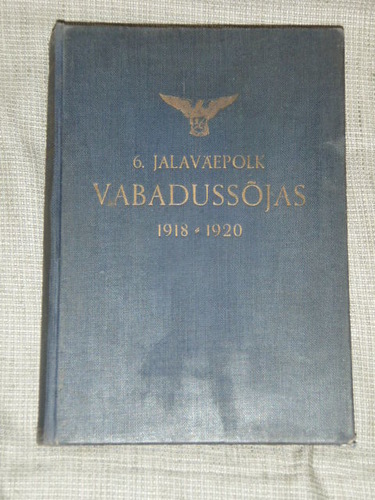 6. JALAVÄEPOLK
VABADUSSÕJAS
1918 * 1920